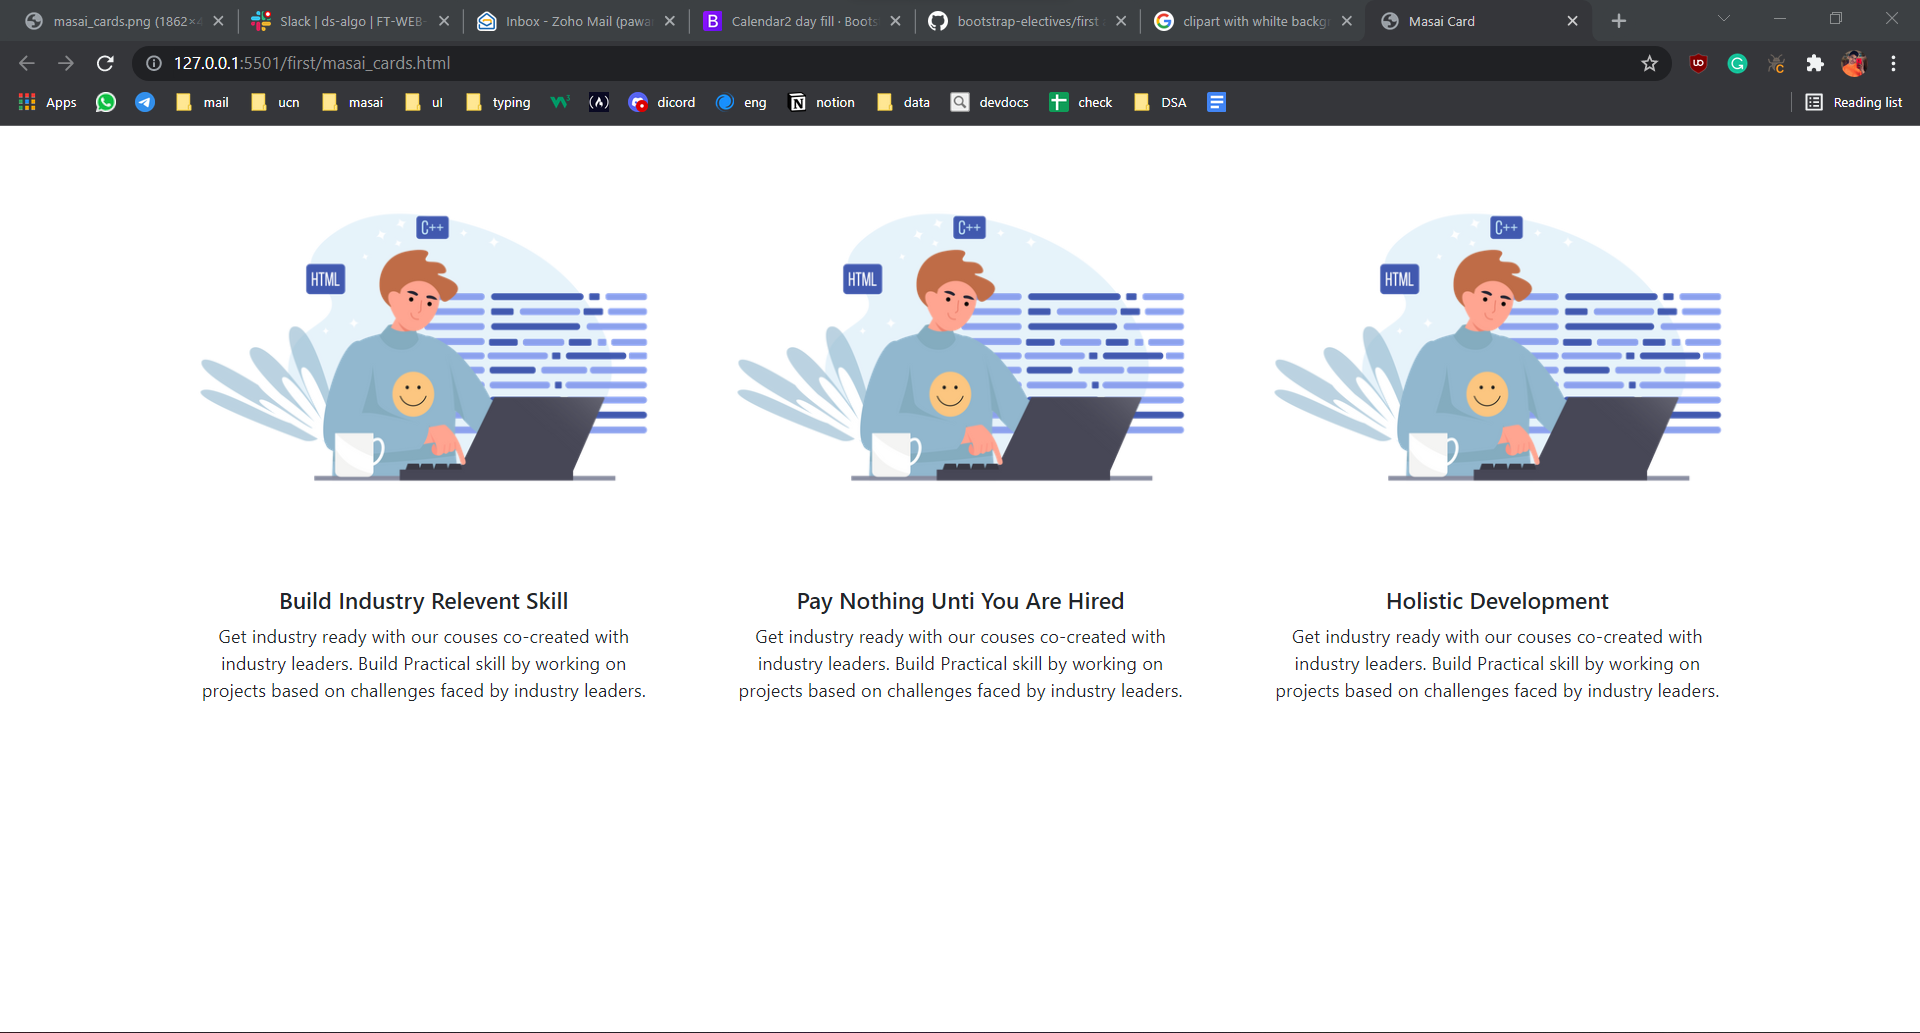 masai_cards.png (1862×4
Slack | ds-algo | FT-WEB-
Inbox - Zoho Mail (pawa
Calendar2 day fill · Boots
bootstrap-electives/first
clipart with whilte backg
Masai Card
127.0.0.1:5501/first/masai_cards.html
Apps mail ucn masai ul typing W3 (A) dicord eng notion data devdocs check DSA Reading list
C++ C++ C++
HTML HTML HTML
Build Industry Relevent Skill
Get industry ready with our couses co-created with
industry leaders. Build Practical skill by working on
projects based on challenges faced by industry leaders.
Pay Nothing Unti You Are Hired
Get industry ready with our couses co-created with
industry leaders. Build Practical skill by working on
projects based on challenges faced by industry leaders.
Holistic Development
Get industry ready with our couses co-created with
industry leaders. Build Practical skill by working on
projects based on challenges faced by industry leaders.